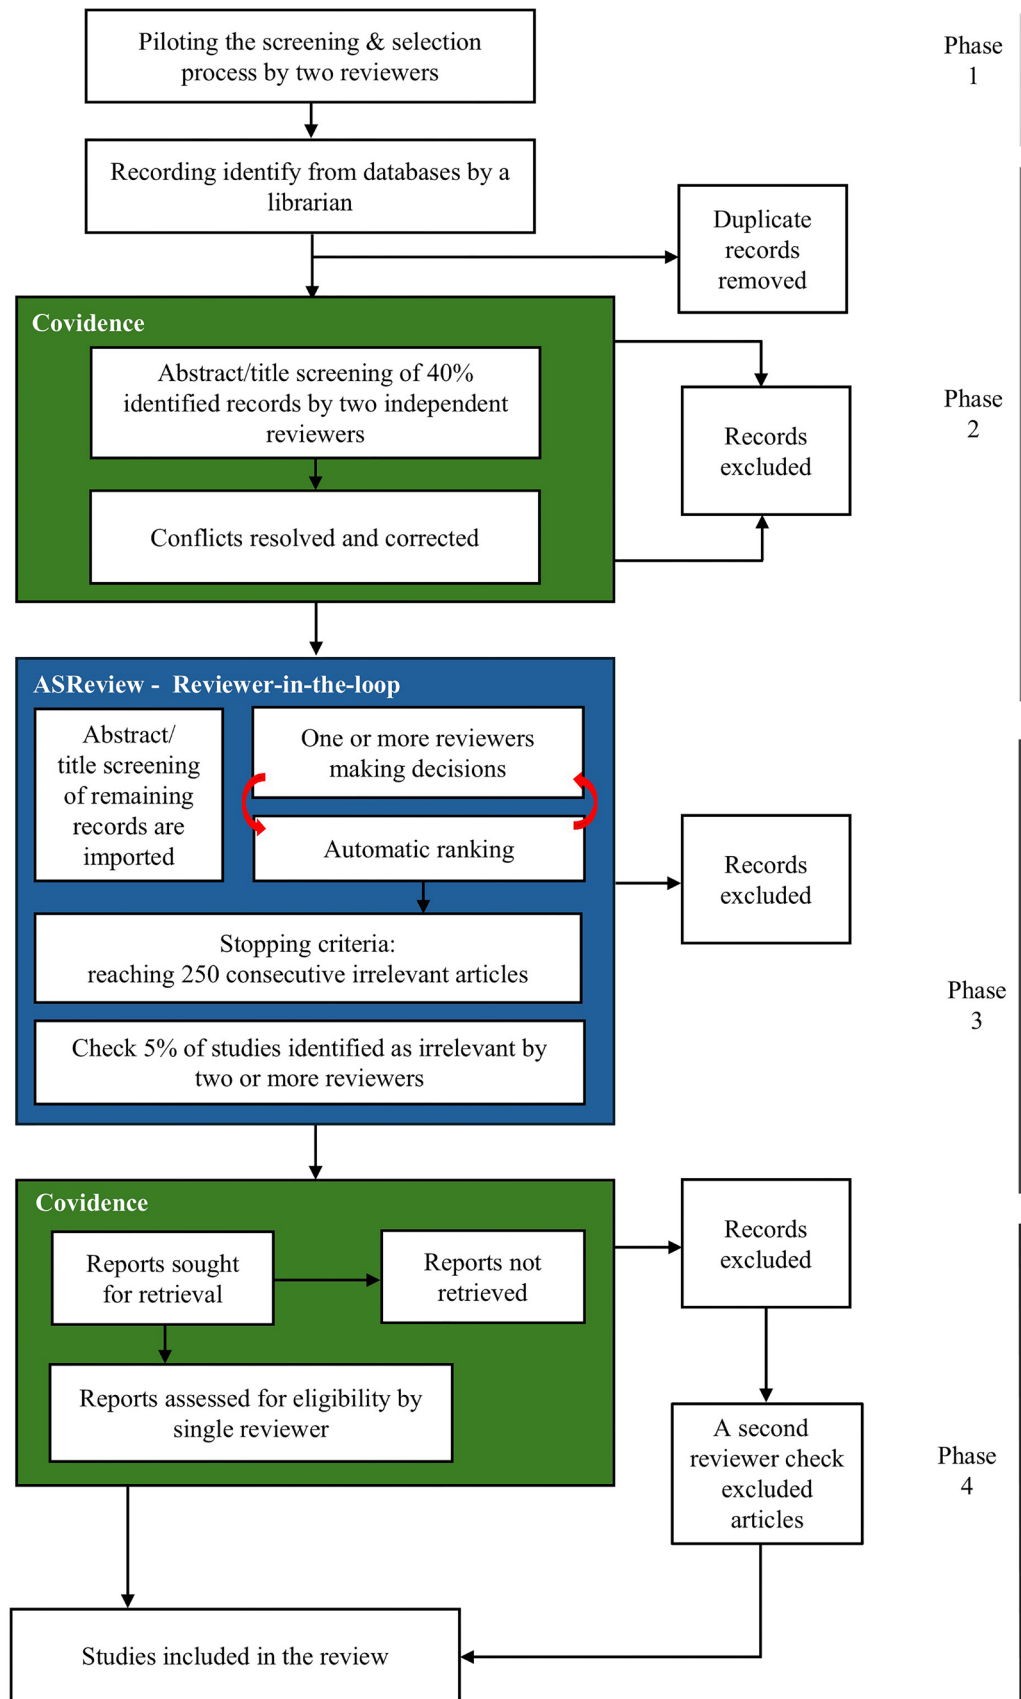 Piloting the screening & selection
process by two reviewers
Phase
1
Recording identify from databases by a
librarian
Duplicate
records
removed
Covidence
Abstract/title screening of 40%
identified records by two independent
reviewers
Conflicts resolved and corrected
Records
excluded
Phase
2
ASReview - Reviewer-in-the-loop
Abstract/
title screening
of remaining
records are
imported
One or more reviewers
making decisions
Automatic ranking
Stopping criteria:
reaching 250 consecutive irrelevant articles
Check 5% of studies identified as irrelevant by
two or more reviewers
Records
excluded
Phase
3
Covidence
Reports sought
for retrieval
Reports not
retrieved
Reports assessed for eligibility by
single reviewer
Records
excluded
A second
reviewer check
excluded
articles
Phase
4
Studies included in the review